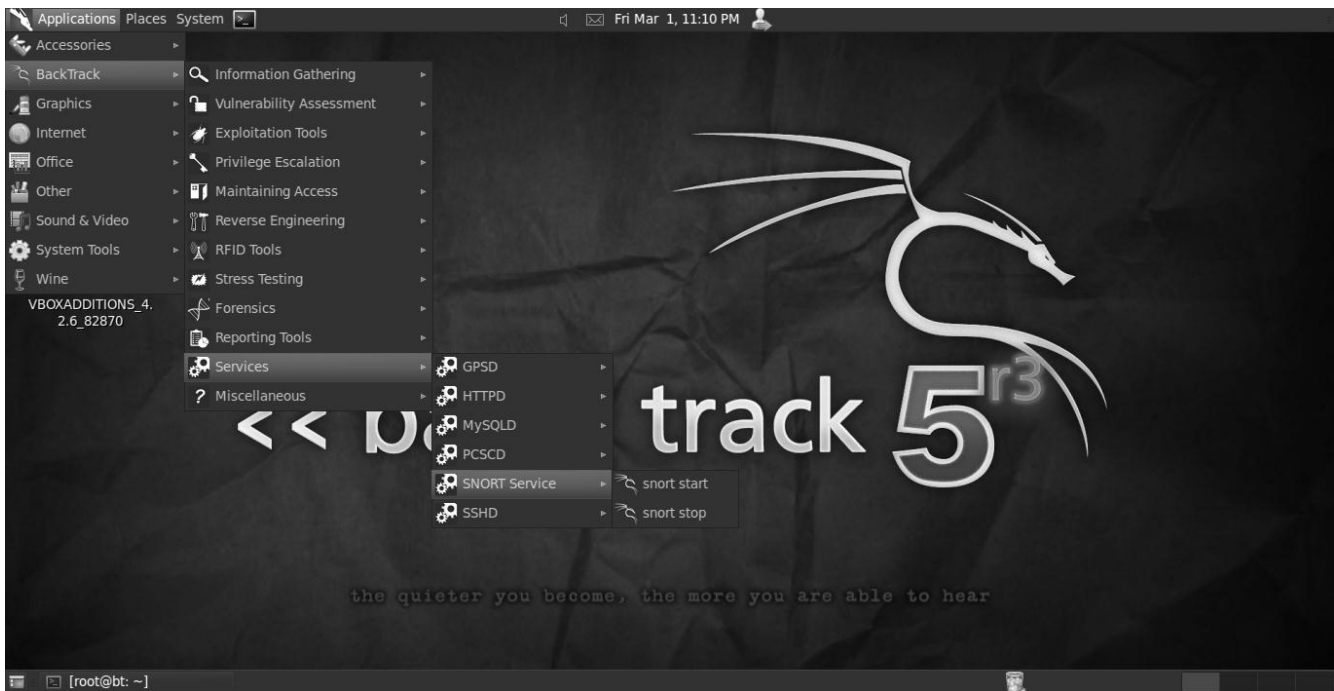 Applications Places System
Fri Mar 1, 11:10 PM
Accessories
BackTrack
Graphics
Internet
Office
Other
Sound & Video
System Tools
Wine
VBOXADDITIONS_4.
2.6_82870
Information Gathering
Vulnerability Assessment
Exploitation Tools
Privilege Escalation
Maintaining Access
Reverse Engineering
RFID Tools
Stress Testing
Forensics
Reporting Tools
Services
Miscellaneous
GPSD
HTTPD
MySQLD
PCSCD
SNORT Service
SSHD
snort start
snort stop
<< ba track 5 r3
the quieter you become, the more you are able to hear
[root@bt: ~]